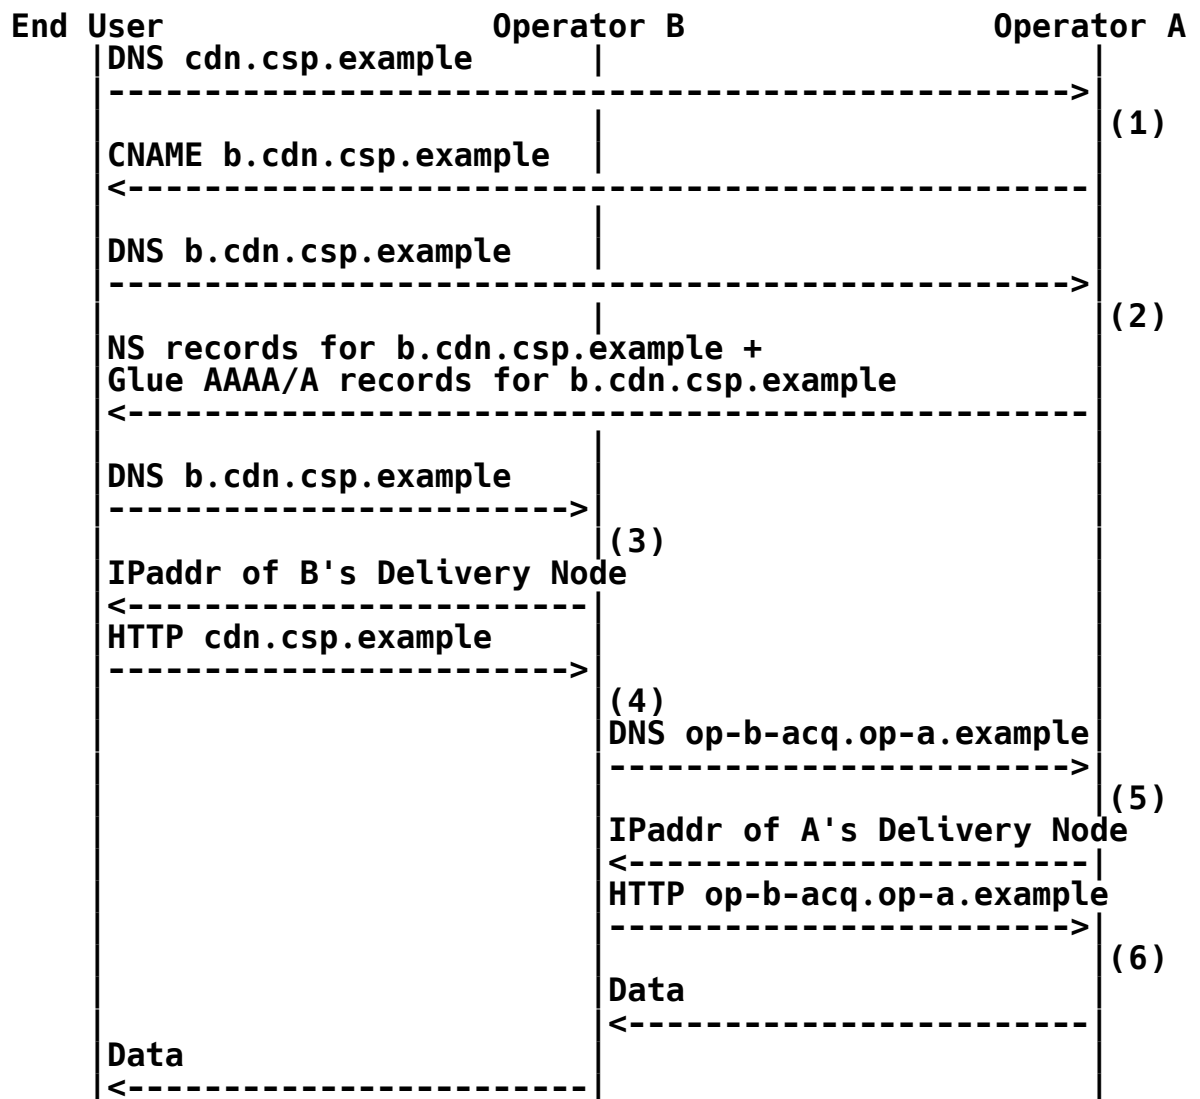 End User                 Operator B                Operator A
    |DNS cdn.csp.example      |                         |
    |-------------------------------------------------->|
    |                         |                         |(1)
    |CNAME b.cdn.csp.example  |                         |
    |<--------------------------------------------------|
    |                         |                         |
    |DNS b.cdn.csp.example    |                         |
    |-------------------------------------------------->|
    |                         |                         |(2)
    |NS records for b.cdn.csp.example +                 |
    |Glue AAAA/A records for b.cdn.csp.example          |
    |<--------------------------------------------------|
    |                         |                         |
    |DNS b.cdn.csp.example    |                         |
    |------------------------>|                         |
    |                         |(3)                      |
    |IPaddr of B's Delivery Node                        |
    |<------------------------|                         |
    |HTTP cdn.csp.example     |                         |
    |------------------------>|                         |
    |                         |(4)                      |
    |                         |DNS op-b-acq.op-a.example|
    |                         |------------------------>|
    |                         |                         |(5)
    |                         |IPaddr of A's Delivery Node
    |                         |<------------------------|
    |                         |HTTP op-b-acq.op-a.example
    |                         |------------------------>|
    |                         |                         |(6)
    |                         |Data                     |
    |                         |<------------------------|
    |Data                     |                         |
    |<------------------------|                         |